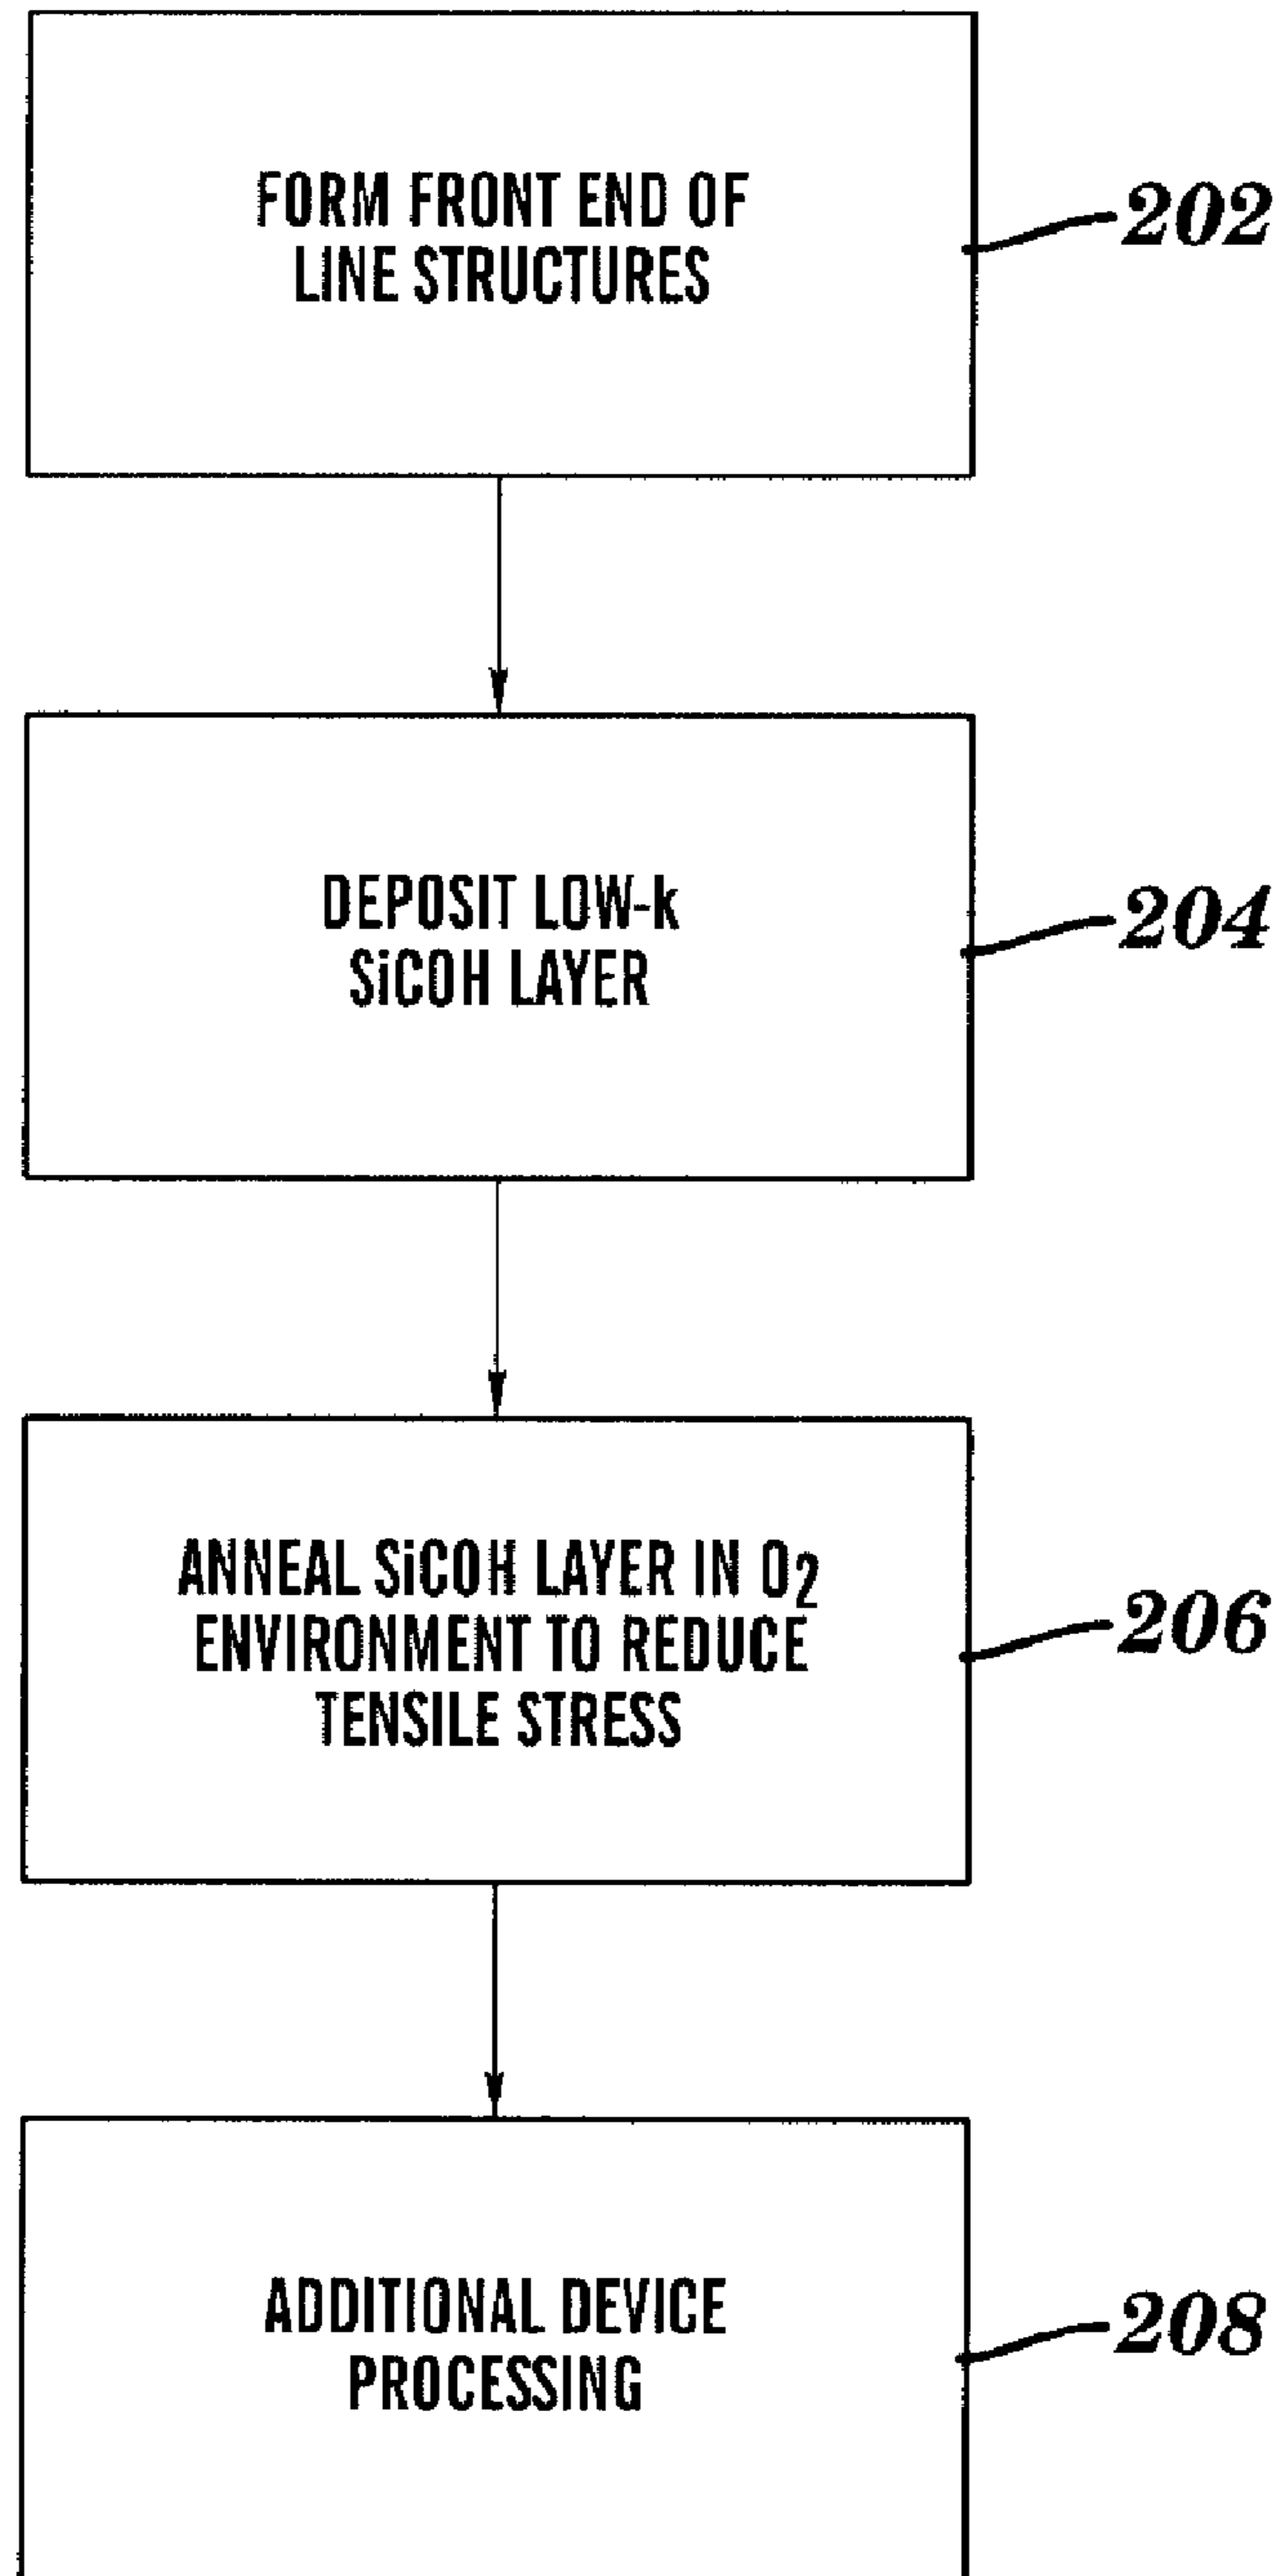 FORM FRONT END OF
LINE STRUCTURES
202
DEPOSIT LOW-k
SiCOH LAYER
204
ANNEAL SiCOH LAYER IN O2
ENVIRONMENT TO REDUCE
TENSILE STRESS
206
ADDITIONAL DEVICE
PROCESSING
208